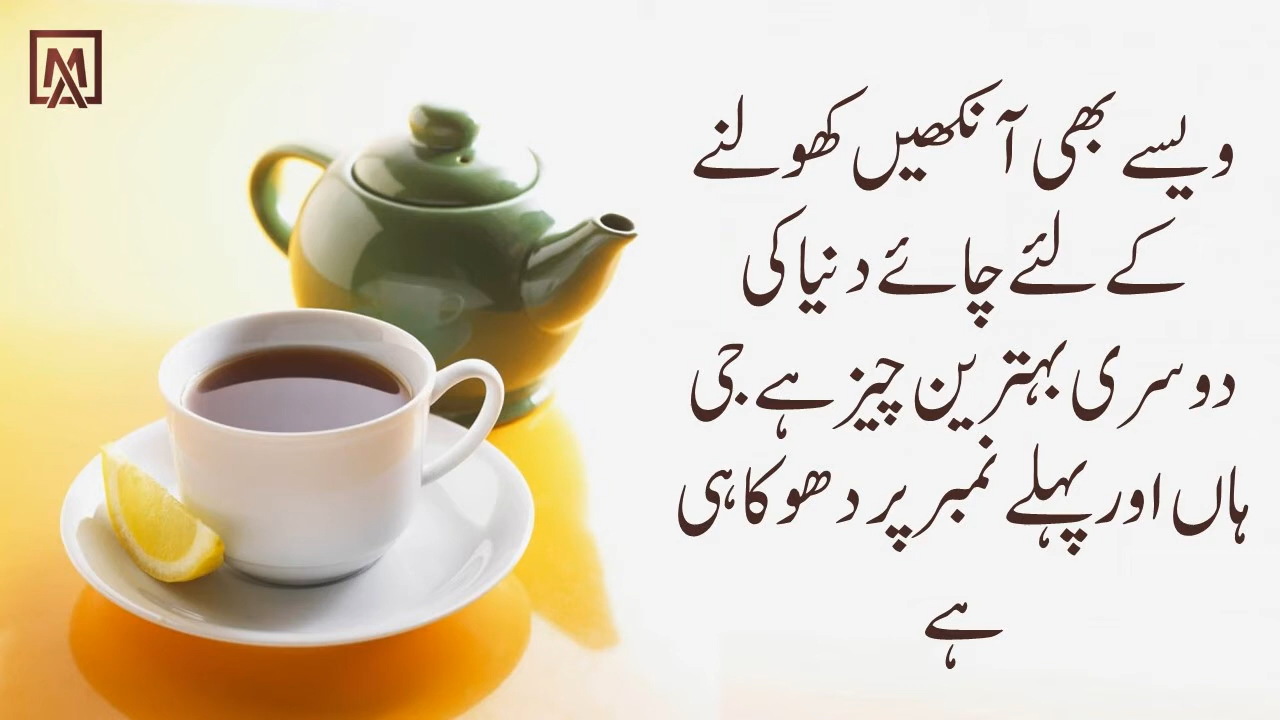 MA
ویسے بھی آنکھیں کھولنے
کے لئے چائے دنیا کی
دوسری بہترین چیز ہے جی
ہاں اور پہلے نمبر پر دھوکا ہی
ہے